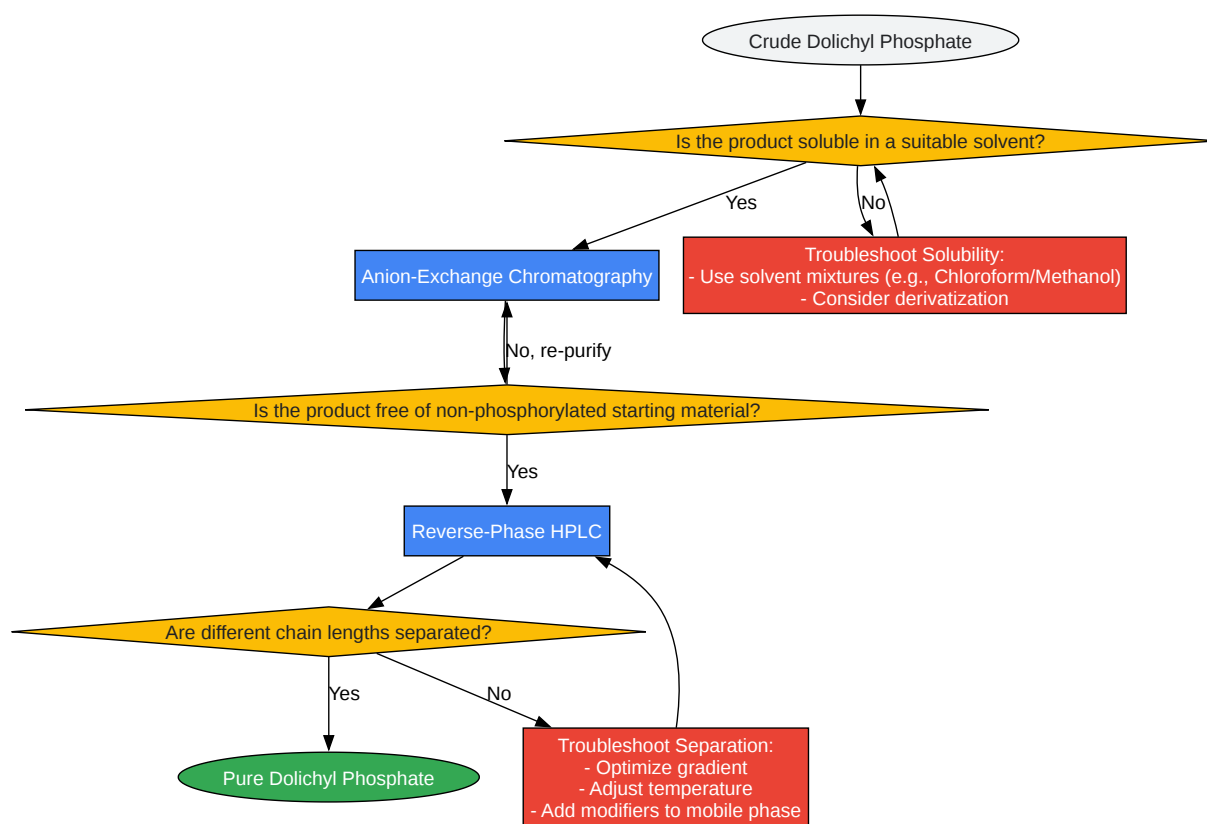 Crude Dolichyl Phosphate
Is the product soluble in a suitable solvent?
Yes
No
Anion-Exchange Chromatography
Troubleshoot Solubility:
- Use solvent mixtures (e.g., Chloroform/Methanol)
- Consider derivatization
No, re-purify
Is the product free of non-phosphorylated starting material?
Yes
Reverse-Phase HPLC
Are different chain lengths separated?
Yes
No
Pure Dolichyl Phosphate
Troubleshoot Separation:
- Optimize gradient
- Adjust temperature
- Add modifiers to mobile phase